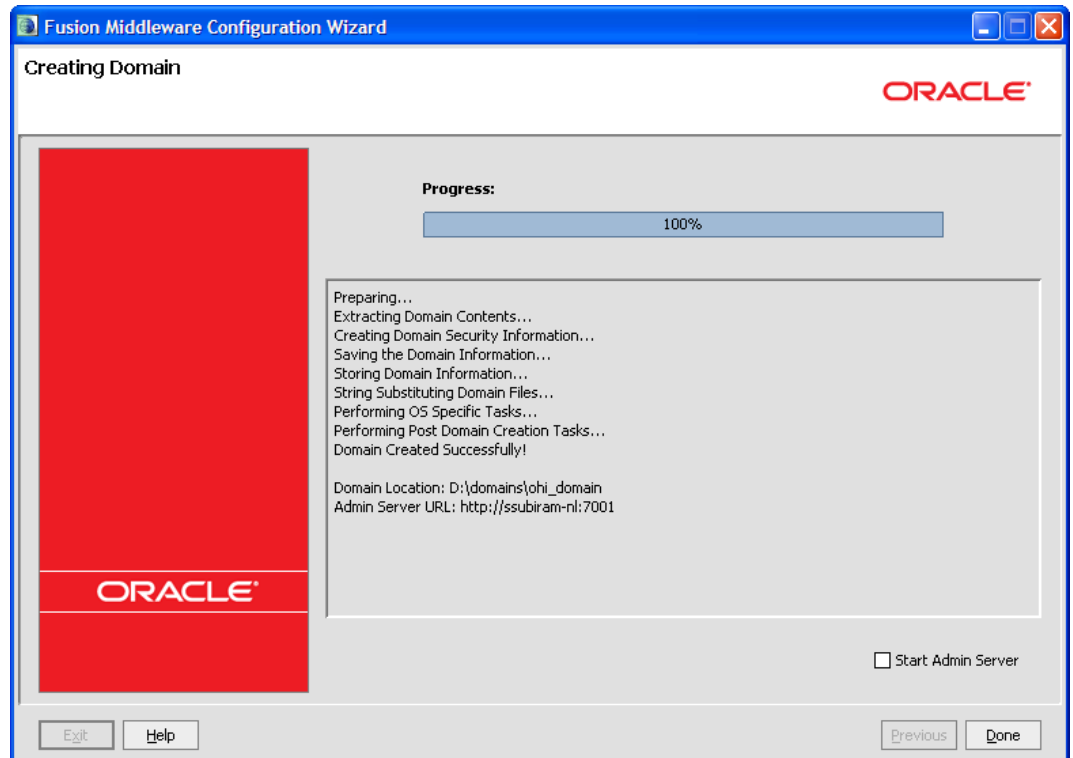 Fusion Middleware Configuration Wizard
Creating Domain
ORACLE
Progress:
100%
Preparing...
Extracting Domain Contents...
Creating Domain Security Information...
Saving the Domain Information...
Storing Domain Information...
String Substituting Domain Files...
Performing OS Specific Tasks...
Performing Post Domain Creation Tasks...
Domain Created Successfully!
Domain Location: D:\domains\ohi_domain
Admin Server URL: http://ssubiram-nl:7001
ORACLE
Start Admin Server
Exit Help Previous Done